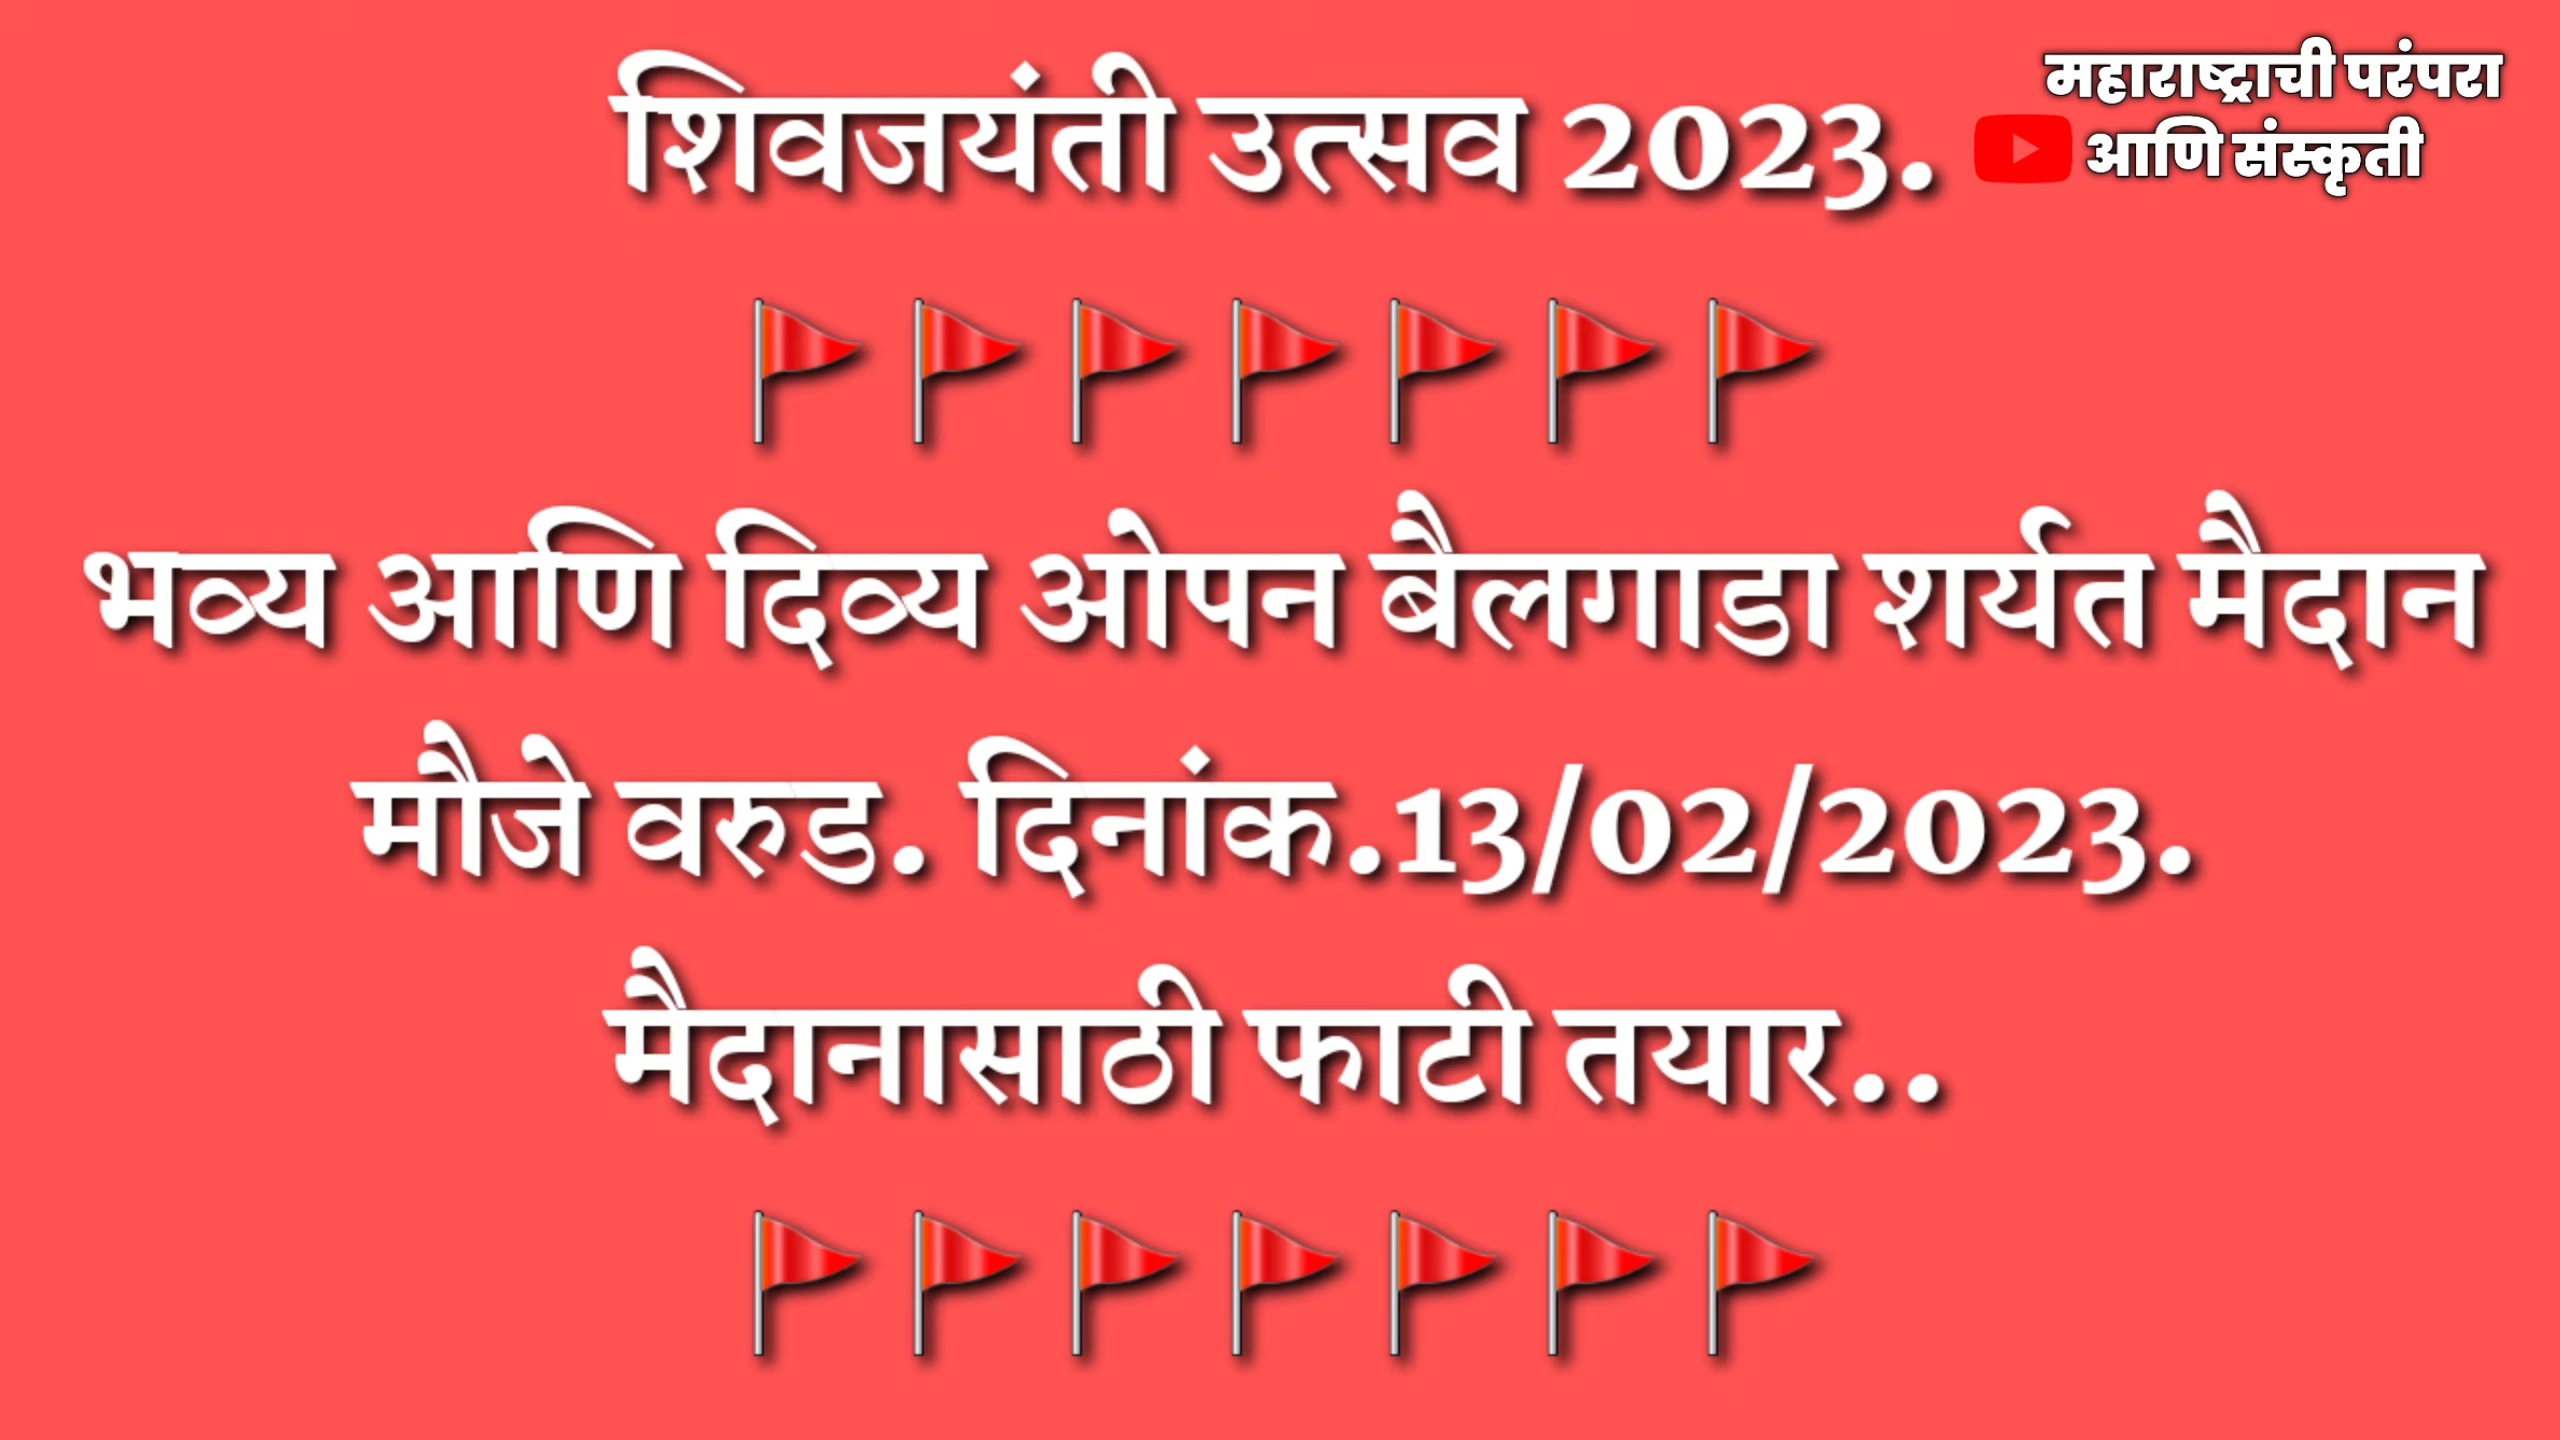 शिवजयंती उत्सव 2023.
महाराष्ट्राची परंपरा
आणि संस्कृती
🚩🚩🚩🚩🚩🚩🚩
भव्य आणि दिव्य ओपन बैलगाडा शर्यत मैदान
मौजे वरुड. दिनांक.13/02/2023.
मैदानासाठी फाटी तयार..
🚩🚩🚩🚩🚩🚩🚩